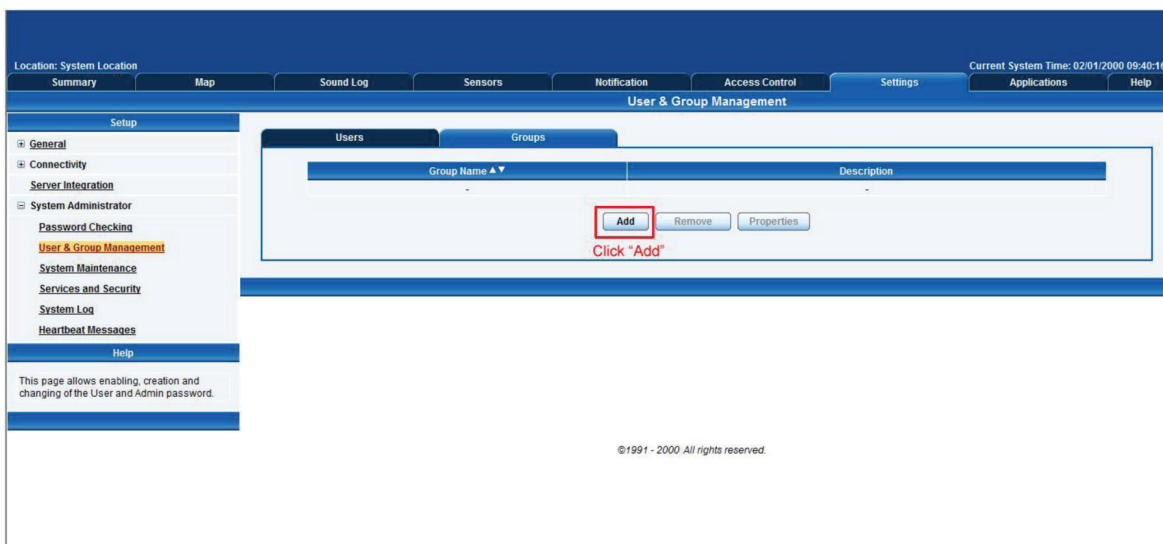 Location: System Location
Current System Time: 02/01/2000 09:40:16
Summary Map Sound Log Sensors Notification Access Control Settings Applications Help
User & Group Management
Setup
General
Connectivity
Server Integration
System Administrator
Password Checking
User & Group Management
System Maintenance
Services and Security
System Log
Heartbeat Messages
Help
This page allows enabling, creation and
changing of the User and Admin password.
Users Groups
Group Name ▲▼ Description
- -
Add Remove Properties
Click "Add"
©1991 - 2000 All rights reserved.